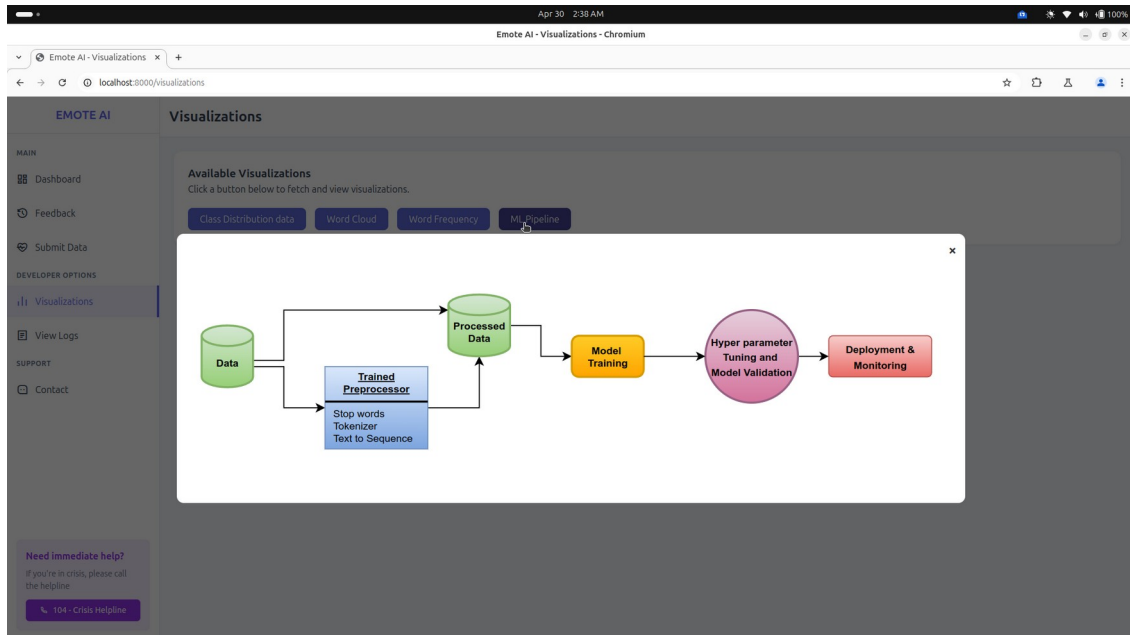 Apr 30 2:38 AM
100%
Emote AI - Visualizations - Chromium
Emote AI - Visualizations
localhost:8000/visualizations
EMOTE AI
Visualizations
MAIN
Dashboard
Feedback
Submit Data
DEVELOPER OPTIONS
Visualizations
View Logs
SUPPORT
Contact
Need immediate help?
If you're in crisis, please call
the helpline
104 - Crisis Helpline
Available Visualizations
Click a button below to fetch and view visualizations.
Class Distribution data
Word Cloud
Word Frequency
ML Pipeline
Data
Trained
Preprocessor
Stop words
Tokenizer
Text to Sequence
Processed
Data
Model
Training
Hyper parameter
Tuning and
Model Validation
Deployment &
Monitoring